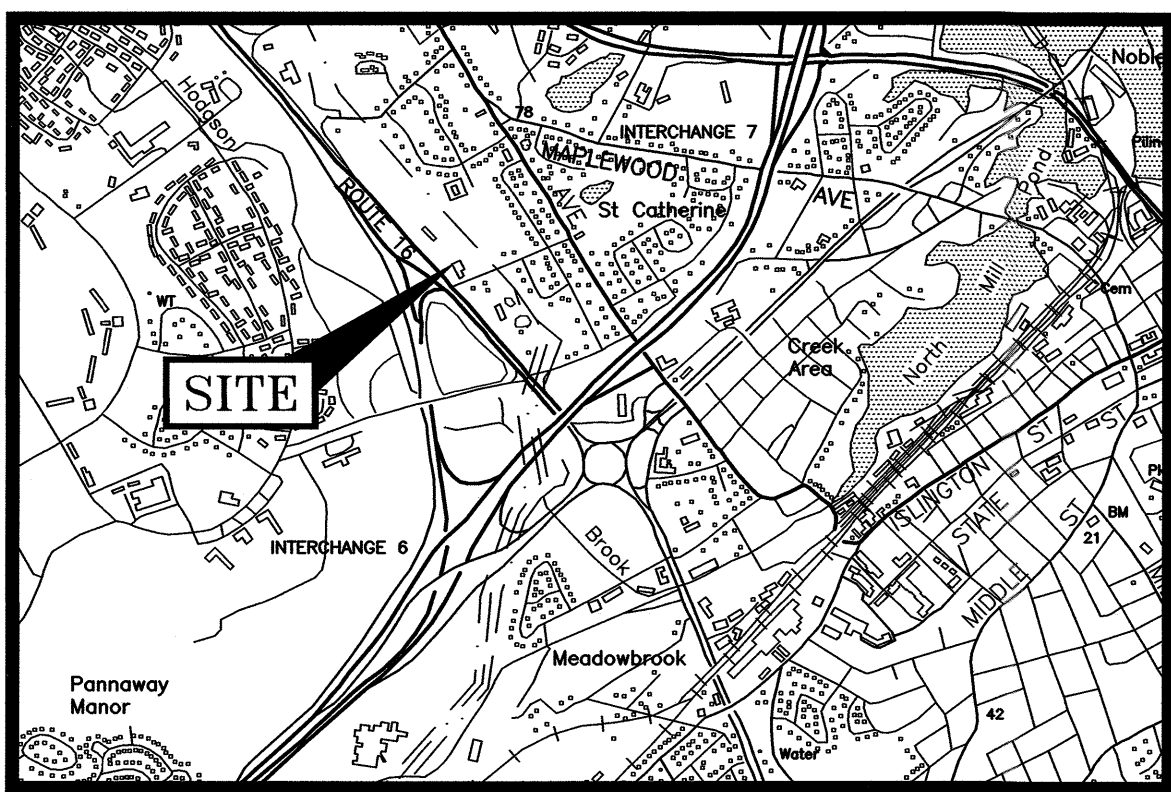 Noble
Hodgson
78
INTERCHANGE 7
MAPLEWOOD
AVE
Pond
AVE
St Catherine
ROUTE 16
Mill
Cem
WT
North
Creek
Area
SITE
ISLINGTON
ST
ST
STATE
ST
BM
21
MIDDLE
INTERCHANGE 6
Brook
Meadowbrook
Pannaway
Manor
42
Water